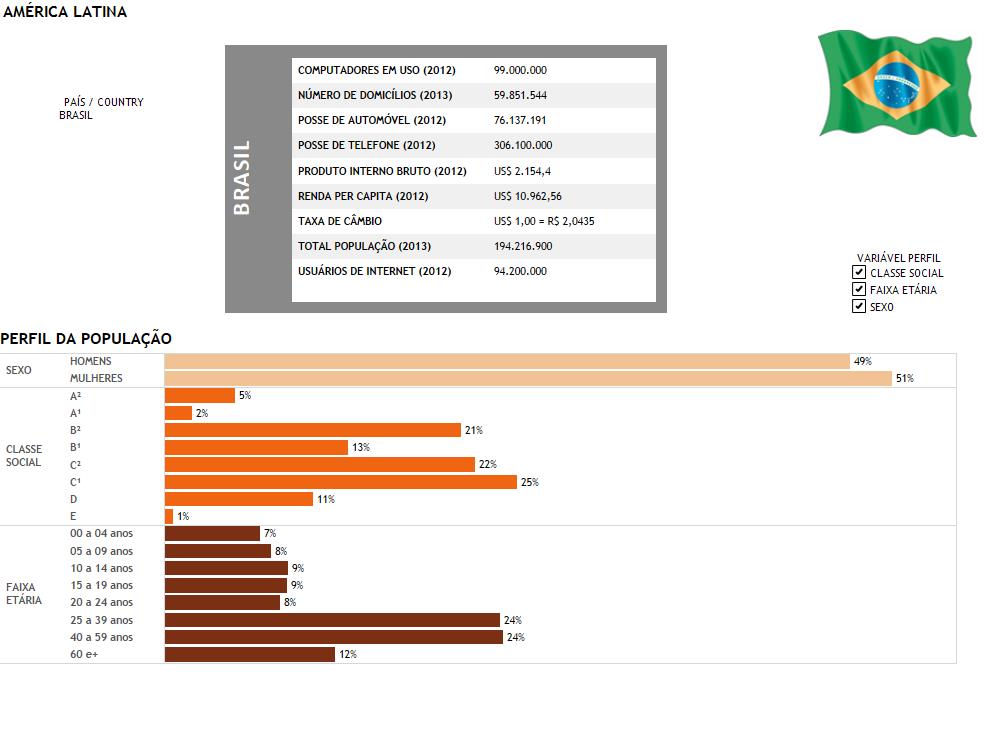 AMÉRICA LATINA
PAÍS / COUNTRY
BRASIL
BRASIL
COMPUTADORES EM USO (2012) 99.000.000
NÚMERO DE DOMICÍLIOS (2013) 59.851.544
POSSE DE AUTOMÓVEL (2012) 76.137.191
POSSE DE TELEFONE (2012) 306.100.000
PRODUTO INTERNO BRUTO (2012) US$ 2.154,4
RENDA PER CAPITA (2012) US$ 10.962,56
TAXA DE CÂMBIO US$ 1,00 = R$ 2,0435
TOTAL POPULAÇÃO (2013) 194.216.900
USUÁRIOS DE INTERNET (2012) 94.200.000
VARIÁVEL PERFIL
CLASSE SOCIAL
FAIXA ETÁRIA
SEXO
PERFIL DA POPULAÇÃO
SEXO
HOMENS 49%
MULHERES 51%
CLASSE
SOCIAL
A² 5%
A¹ 2%
B² 21%
B¹ 13%
C² 22%
C¹ 25%
D 11%
E 1%
FAIXA
ETÁRIA
00 a 04 anos 7%
05 a 09 anos 8%
10 a 14 anos 9%
15 a 19 anos 9%
20 a 24 anos 8%
25 a 39 anos 24%
40 a 59 anos 24%
60 e+ 12%